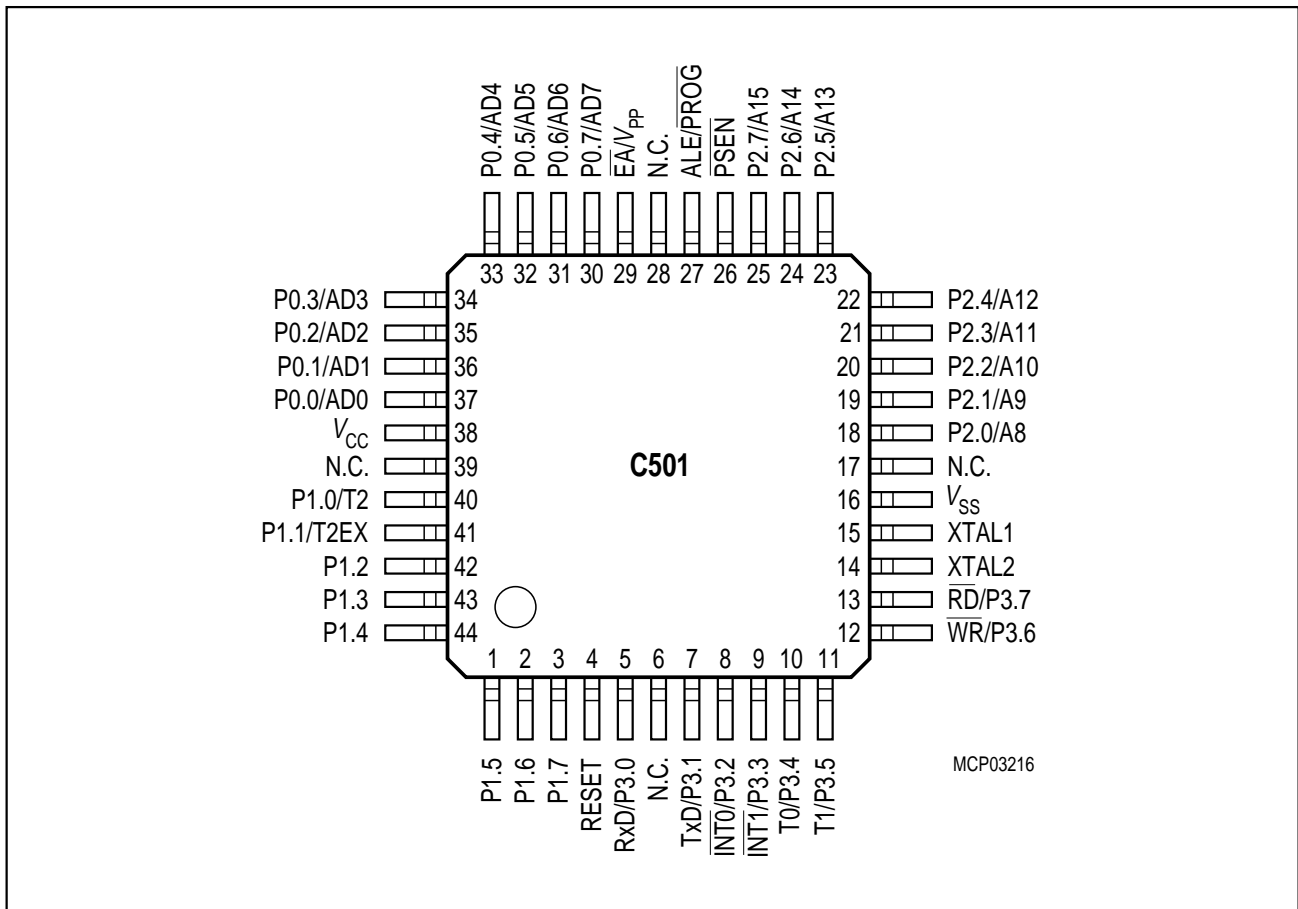 P0.4/AD4
P0.5/AD5
P0.6/AD6
P0.7/AD7
E̅A̅/VPP
N.C.
ALE/P̅R̅O̅G̅
P̅S̅E̅N̅
P2.7/A15
P2.6/A14
P2.5/A13
33 32 31 30 29 28 27 26 25 24 23
P0.3/AD3 34 22 P2.4/A12
P0.2/AD2 35 21 P2.3/A11
P0.1/AD1 36 20 P2.2/A10
P0.0/AD0 37 19 P2.1/A9
VCC 38 18 P2.0/A8
N.C. 39 C501 17 N.C.
P1.0/T2 40 16 VSS
P1.1/T2EX 41 15 XTAL1
P1.2 42 14 XTAL2
P1.3 43 13 R̅D̅/P3.7
P1.4 44 12 W̅R̅/P3.6
1 2 3 4 5 6 7 8 9 10 11
P1.5
P1.6
P1.7
RESET
RxD/P3.0
N.C.
TxD/P3.1
I̅N̅T̅0̅/P3.2
I̅N̅T̅1̅/P3.3
T0/P3.4
T1/P3.5
MCP03216